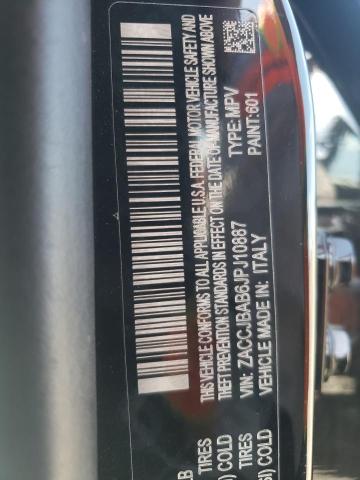 THIS VEHICLE CONFORMS TO ALL APPLICABLE U.S.A. FEDERAL MOTOR VEHICLE SAFETY AND
THEFT PREVENTION STANDARDS IN EFFECT ON THE DATE OF MANUFACTURE SHOWN ABOVE
VIN: ZACCJBAB6JPJ10887 TYPE: MPV
VEHICLE MADE IN: ITALY PAINT: 601
TIRES
COLD
TIRES
COLD